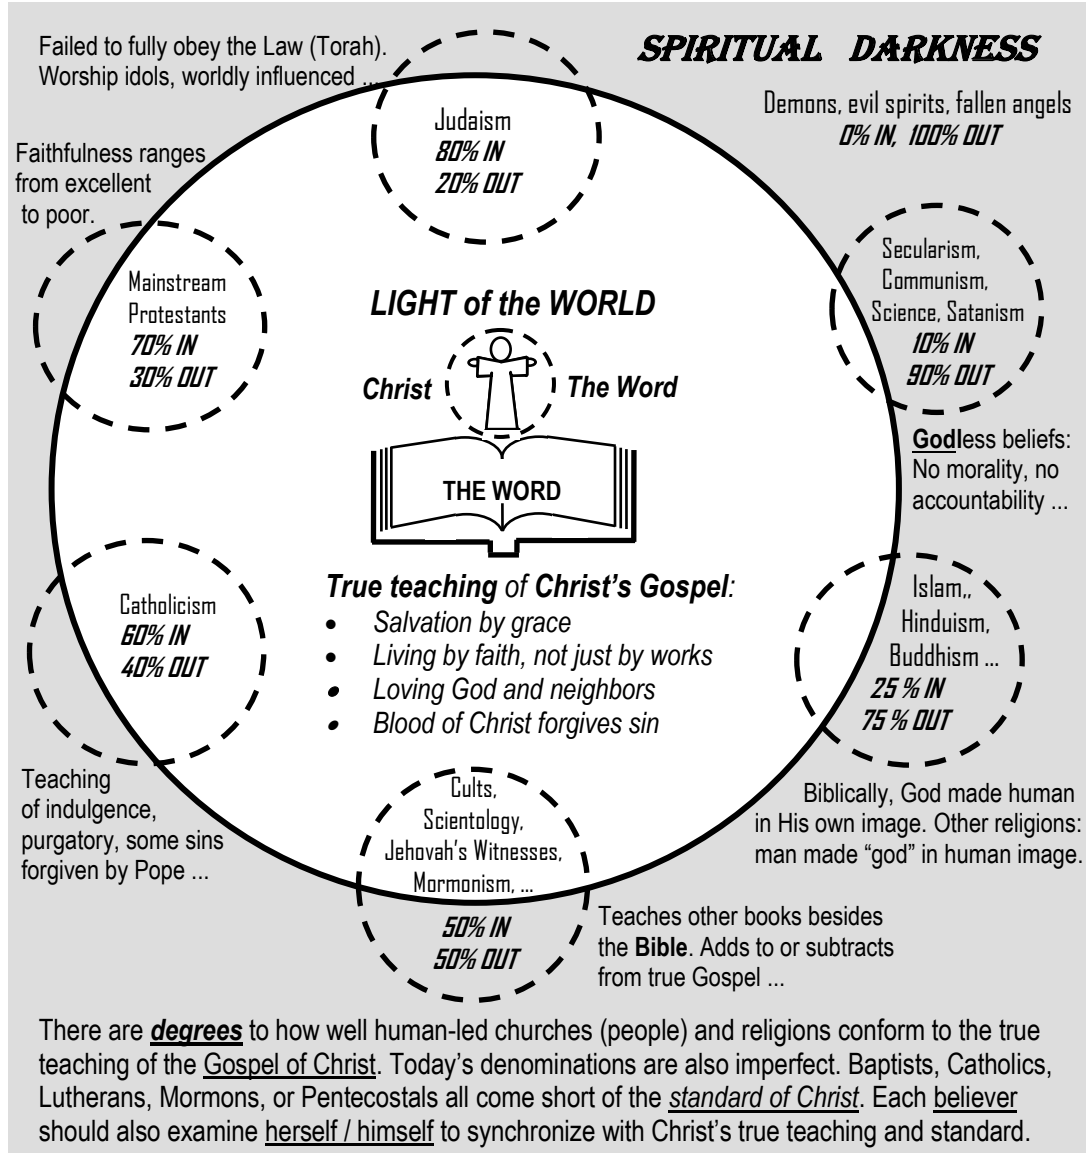 Failed to fully obey the Law (Torah).
Worship idols, worldly influenced ...
SPIRITUAL DARKNESS
Demons, evil spirits, fallen angels
0% IN, 100% OUT
Judaism
80% IN
20% OUT
Faithfulness ranges
from excellent
to poor.
Mainstream
Protestants
70% IN
30% OUT
Secularism,
Communism,
Science, Satanism
10% IN
90% OUT
Godless beliefs:
No morality, no
accountability ...
LIGHT of the WORLD
Christ
The Word
THE WORD
True teaching of Christ's Gospel:
• Salvation by grace
• Living by faith, not just by works
• Loving God and neighbors
• Blood of Christ forgives sin
Catholicism
60% IN
40% OUT
Teaching
of indulgence,
purgatory, some sins
forgiven by Pope ...
Islam,,
Hinduism,
Buddhism ...
25 % IN
75 % OUT
Biblically, God made human
in His own image. Other religions:
man made “god” in human image.
Cults,
Scientology,
Jehovah's Witnesses,
Mormonism, ...
50% IN
50% OUT
Teaches other books besides
the Bible. Adds to or subtracts
from true Gospel ...
There are degrees to how well human-led churches (people) and religions conform to the true
teaching of the Gospel of Christ. Today's denominations are also imperfect. Baptists, Catholics,
Lutherans, Mormons, or Pentecostals all come short of the standard of Christ. Each believer
should also examine herself / himself to synchronize with Christ's true teaching and standard.